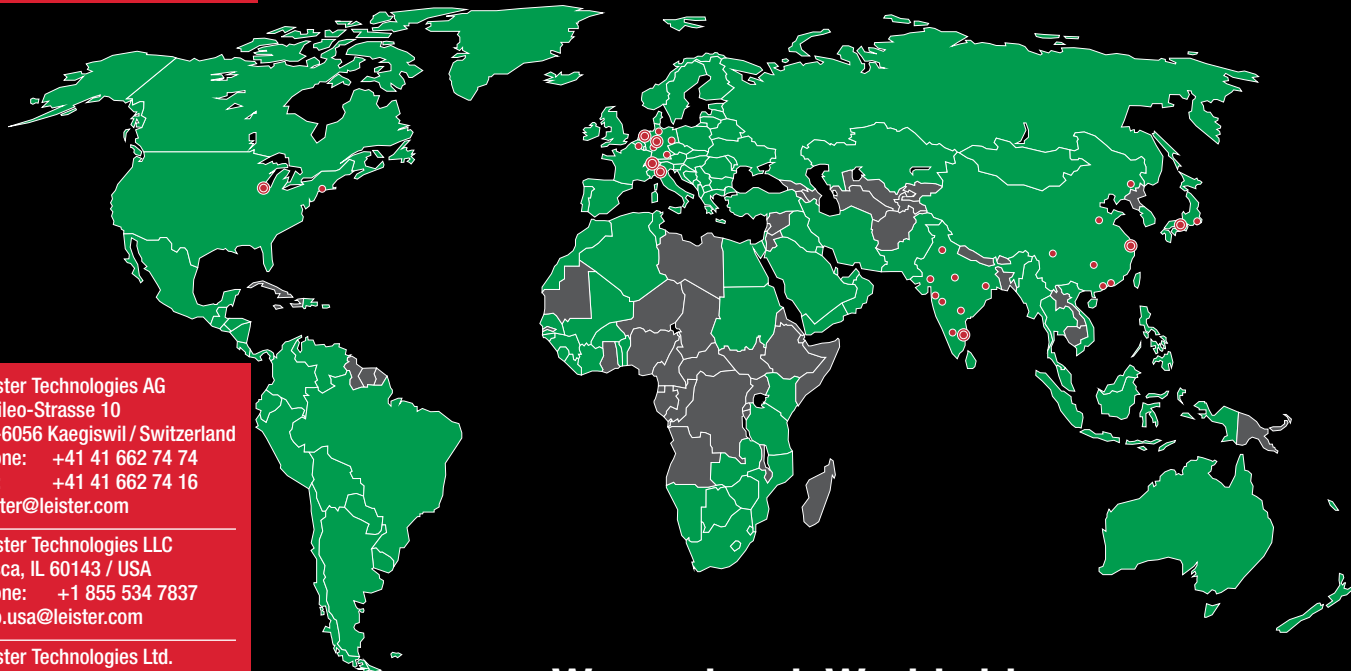 ster Technologies AG
ileo-Strasse 10
-6056 Kaegiswil / Switzerland
one: +41 41 662 74 74
+41 41 662 74 16
ter@leister.com
ster Technologies LLC
sca, IL 60143 / USA
one: +1 855 534 7837
o.usa@leister.com
ster Technologies Ltd.